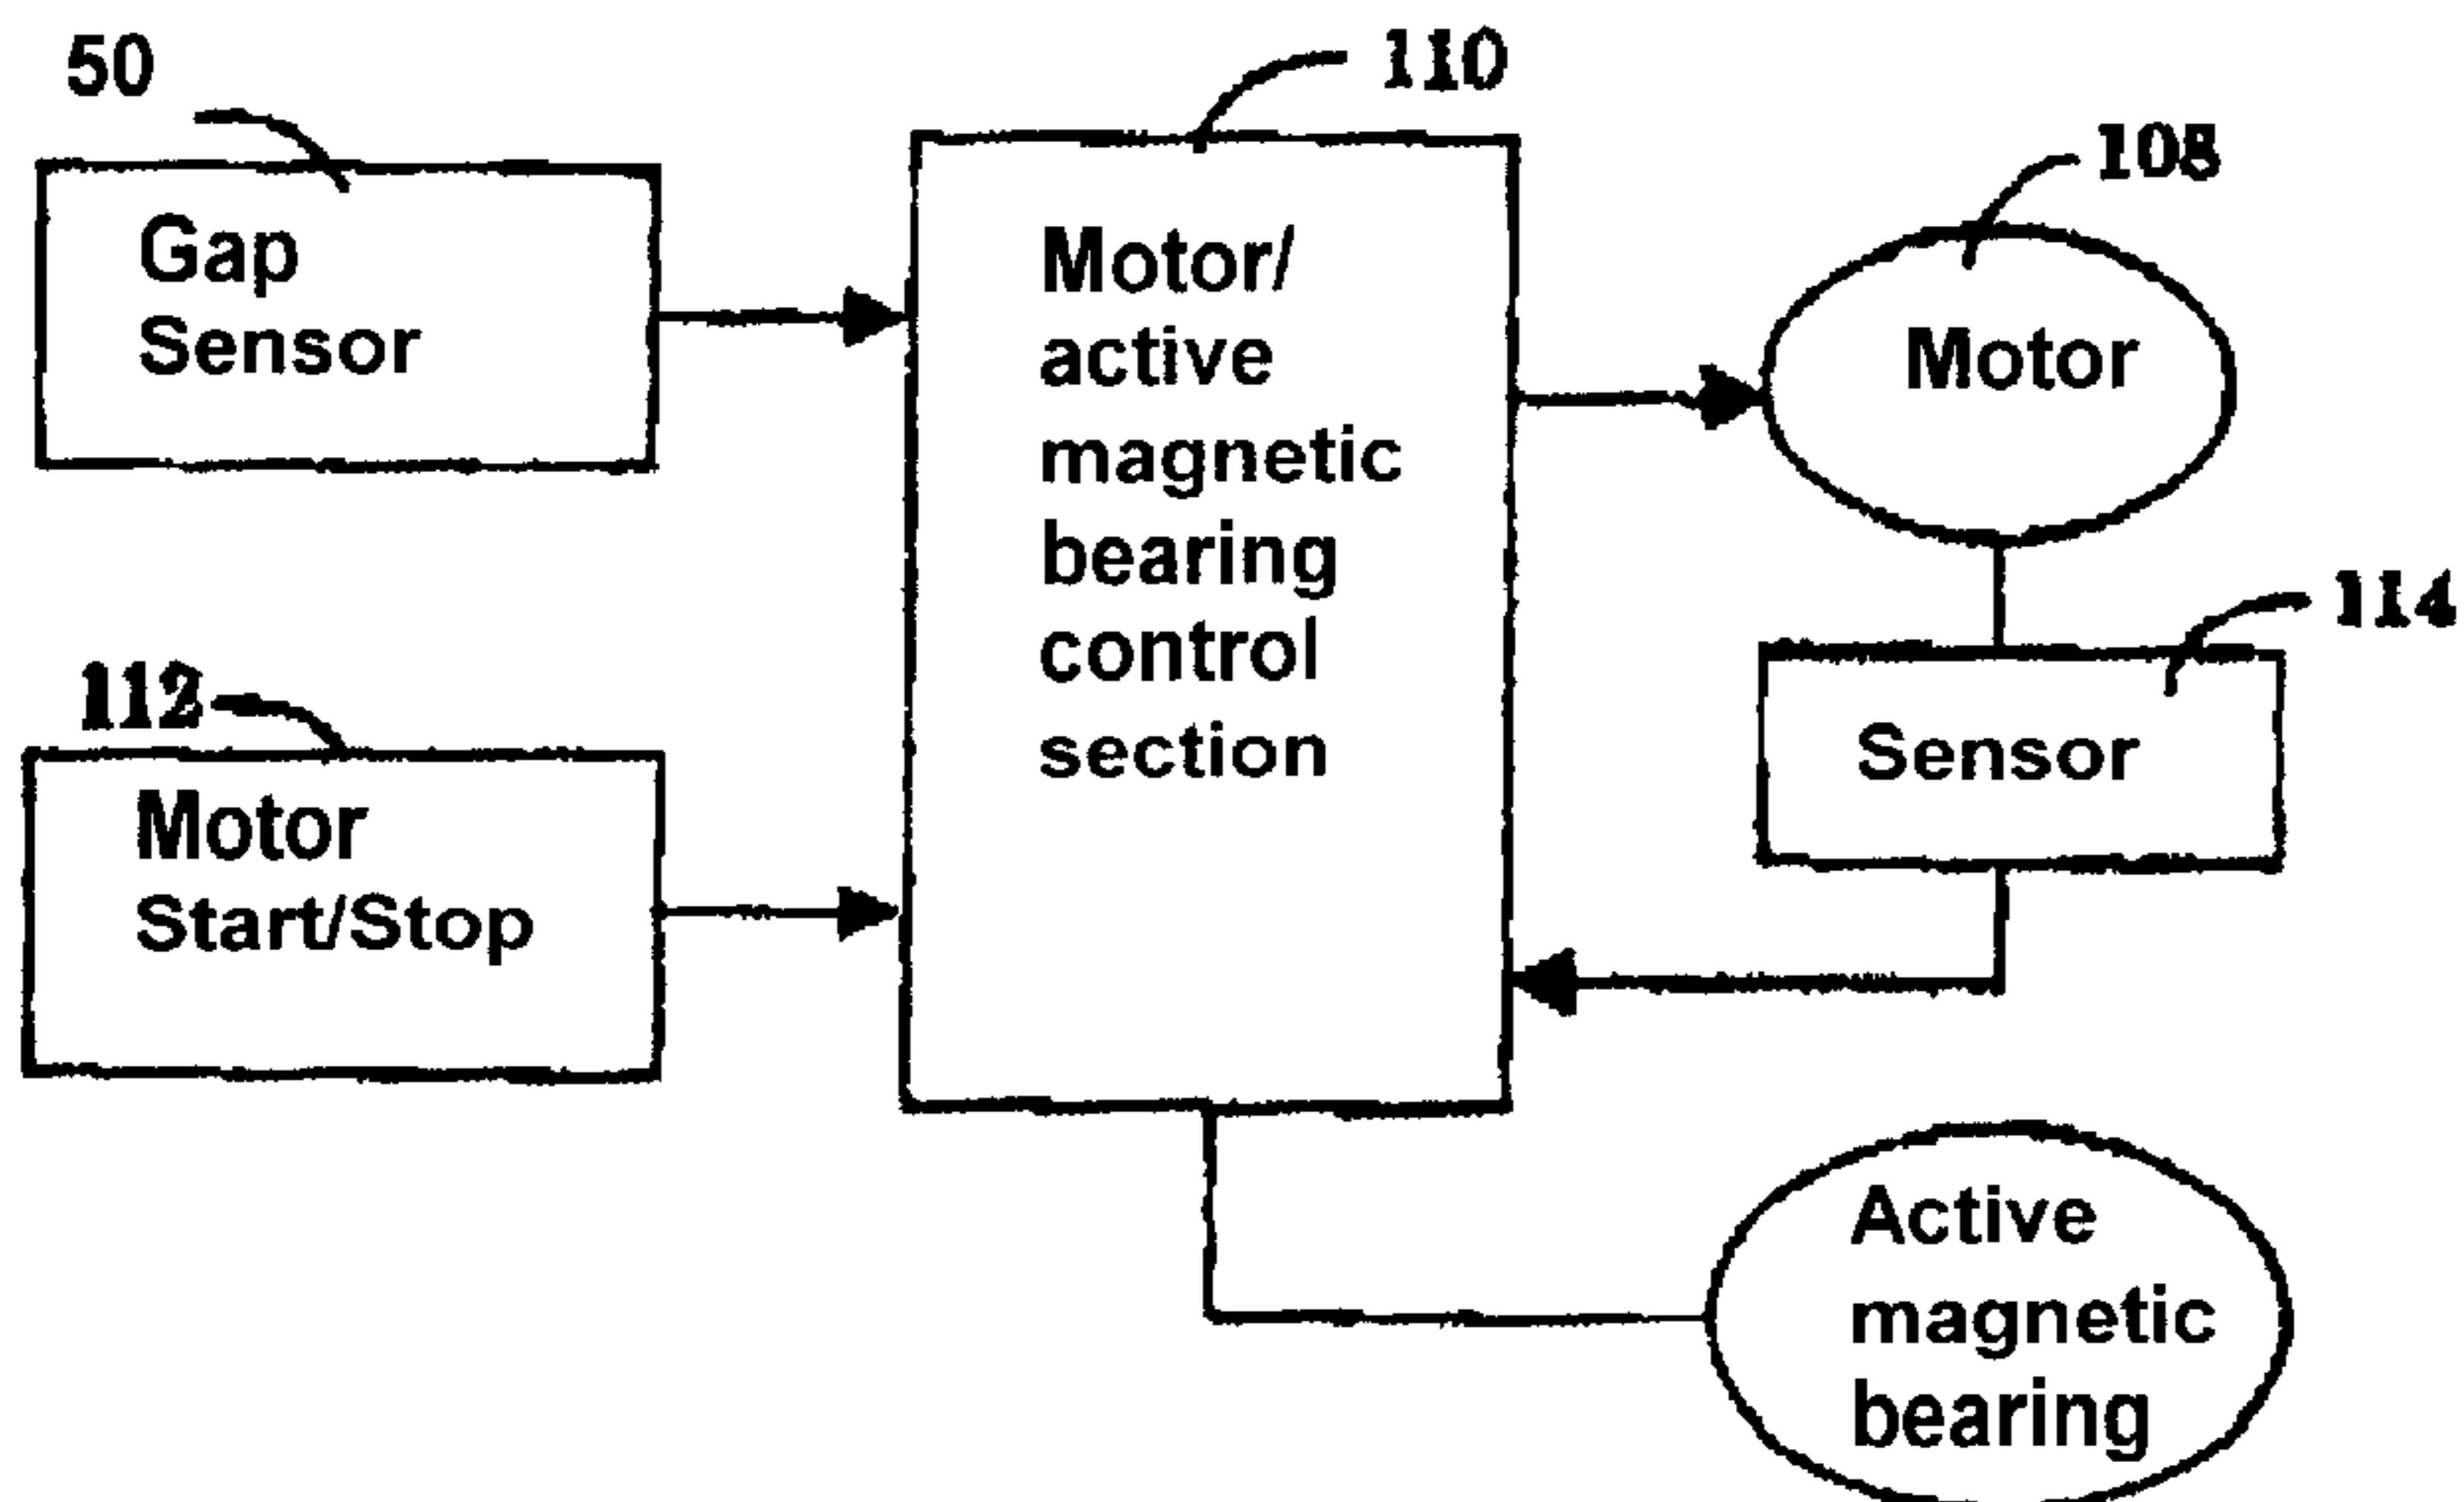 50
110
108
Gap
Sensor
Motor/
active
magnetic
bearing
control
section
Motor
114
112
Motor
Start/Stop
Sensor
Active
magnetic
bearing